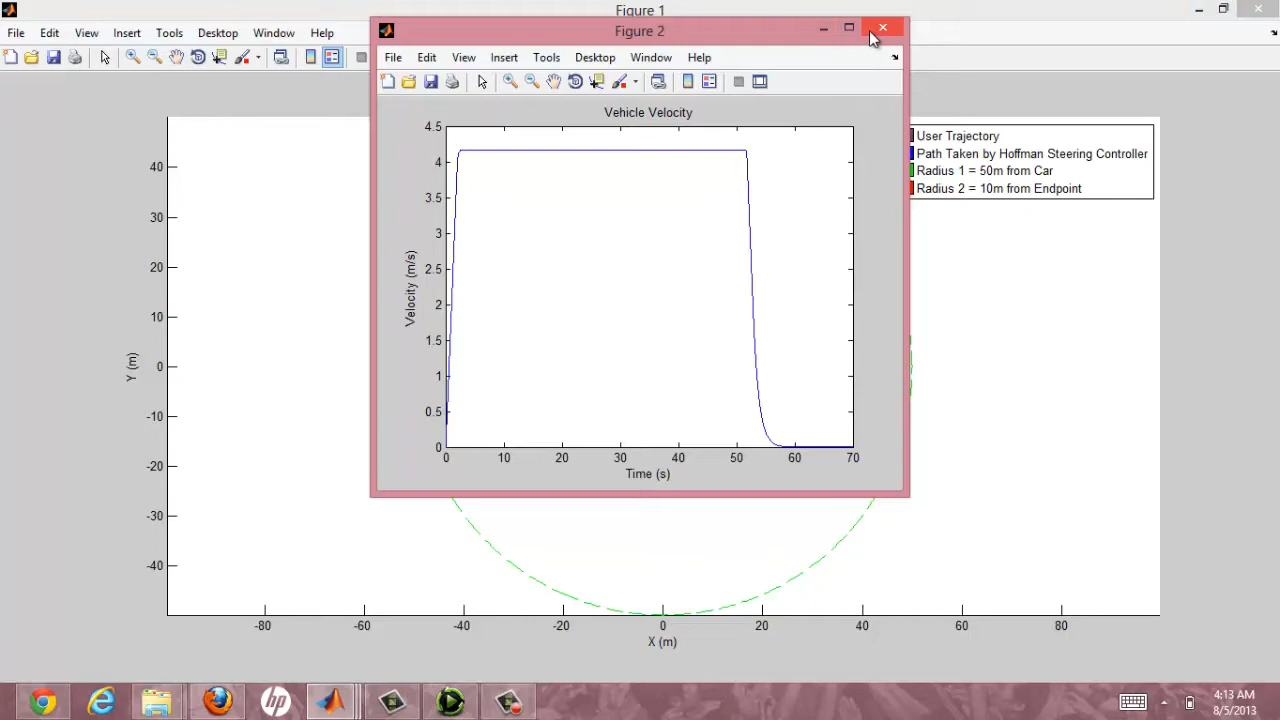 Figure 1
File Edit View Insert Tools Desktop Window Help
Figure 2
File Edit View Insert Tools Desktop Window Help
Vehicle Velocity
4.5
4
3.5
3
2.5
2
1.5
1
0.5
0
Velocity (m/s)
0 10 20 30 40 50 60 70
Time (s)
User Trajectory
Path Taken by Hoffman Steering Controller
Radius 1 = 50m from Car
Radius 2 = 10m from Endpoint
40
30
20
10
0
-10
-20
-30
-40
Y (m)
-80 -60 -40 -20 0 20 40 60 80
X (m)
hp
4:13 AM
8/5/2013